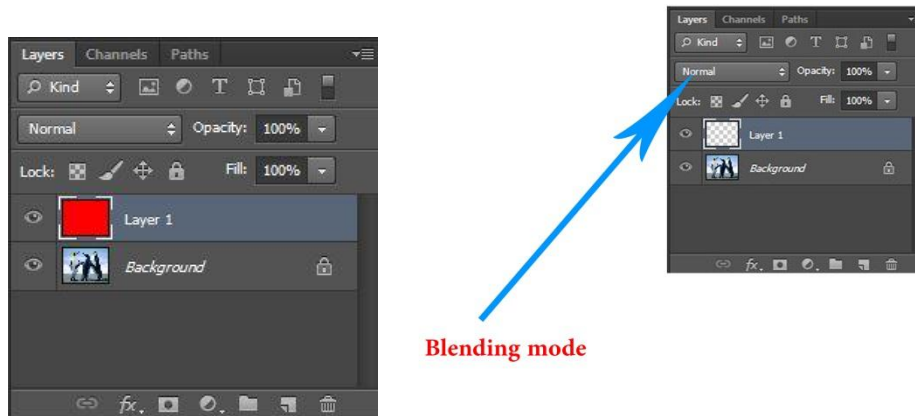 Layers Channels Paths
Kind T
Normal Opacity: 100%
Lock: Fill: 100%
Layer 1
Background
fx.
Layers Channels Paths
Kind T
Normal Opacity: 100%
Lock: Fill: 100%
Layer 1
Background
fx.
Blending mode